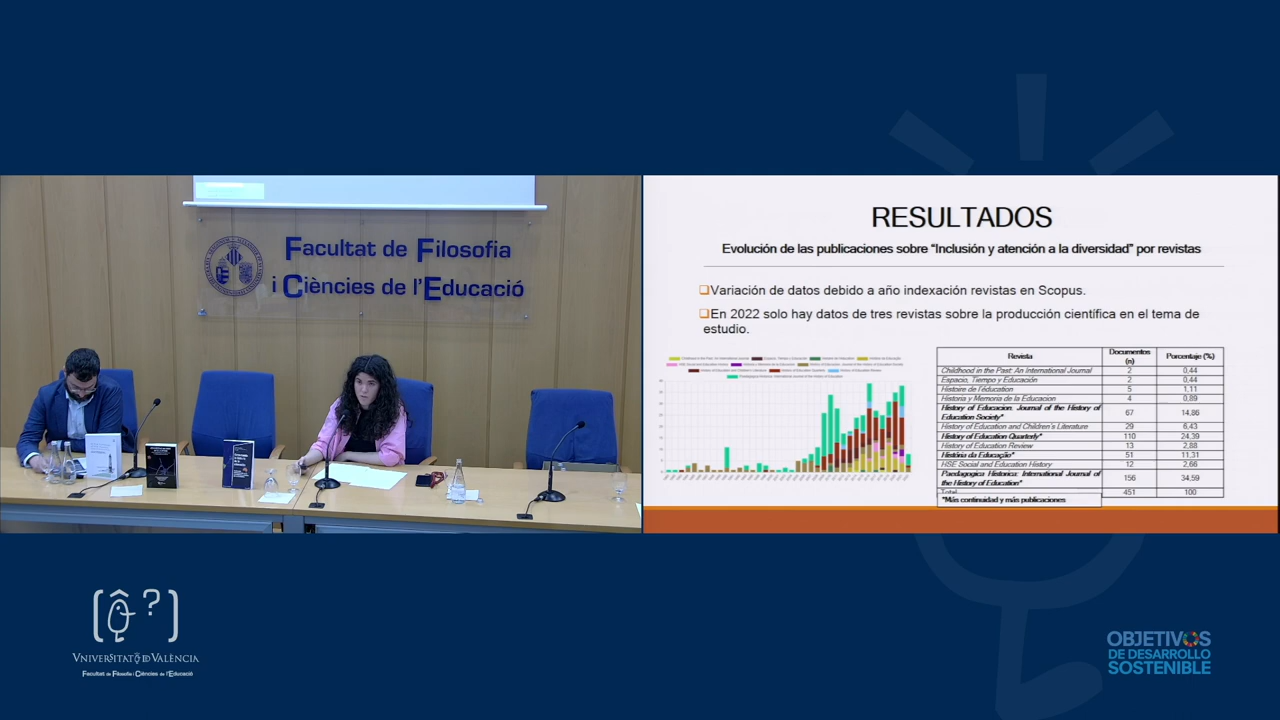 Facultat de Filosofia
i Ciències de l'Educació
RESULTADOS
Evolución de las publicaciones sobre "Inclusión y atención a la diversidad" por revistas
❑Variación de datos debido a año indexación revistas en Scopus.
❑En 2022 solo hay datos de tres revistas sobre la producción científica en el tema de
estudio.
Revista Documentos (n) Porcentaje (%)
Childhood in the Past: An International Journal 2 0,44
Espacio, Tiempo y Educación 2 0,44
Histoire de l'éducation 5 1,11
Historia y Memoria de la Educacion 4 0,89
History of Educacion. Journal of the History of
Education Society* 67 14,86
History of Education and Children's Literature 29 6,43
History of Education Quarterly* 110 24,39
History of Education Review 13 2,88
História da Educação* 51 11,31
HSE Social and Education History 12 2,66
Paedagogica Historica: International Journal of
the History of Education* 156 34,59
Total 451 100
*Más continuidad y más publicaciones
[Ô?]
VNIVERSITATĢDVALÈNCIA
Facultat de Filosofia i Ciències de l'Educació
OBJETIVOS
DE DESARROLLO
SOSTENIBLE